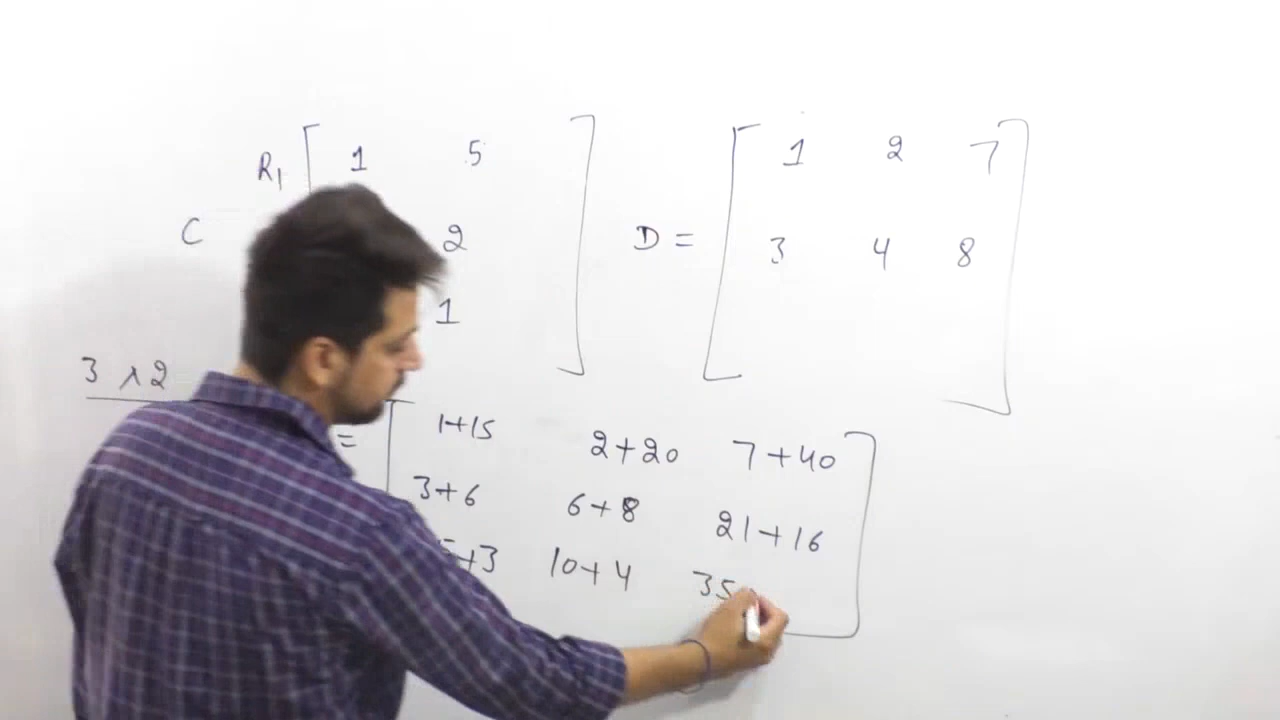 R₁ 1 5
1 2 7
C 2 D =
3 4 8
1
3 × 2
= 1+15 2+20 7+40
3+6 6+8 21+16
5+3 10+4 35